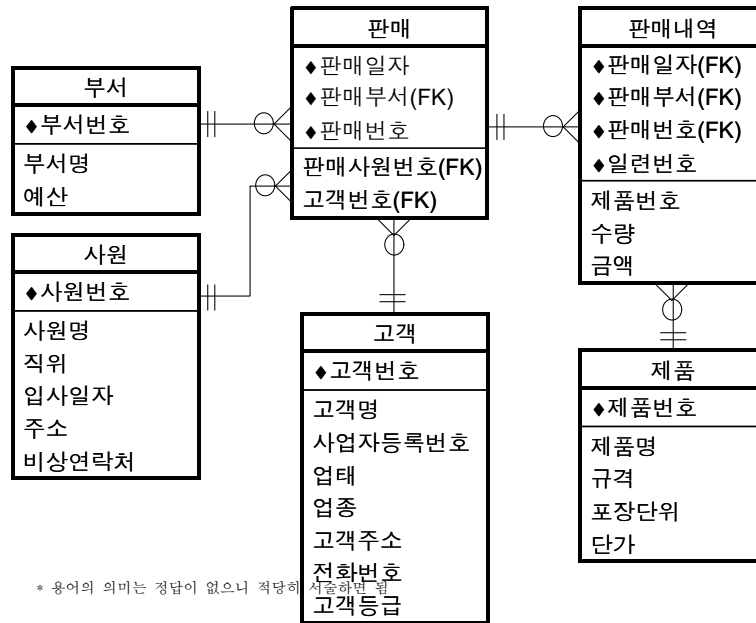 부서
♦부서번호
부서명
예산
사원
♦사원번호
사원명
직위
입사일자
주소
비상연락처
판매
♦판매일자
♦판매부서(FK)
♦판매번호
판매사원번호(FK)
고객번호(FK)
고객
♦고객번호
고객명
사업자등록번호
업태
업종
고객주소
전화번호
고객등급
판매내역
♦판매일자(FK)
♦판매부서(FK)
♦판매번호(FK)
♦일련번호
제품번호
수량
금액
제품
♦제품번호
제품명
규격
포장단위
단가
* 용어의 의미는 정답이 없으니 적당히 서술하면 됨